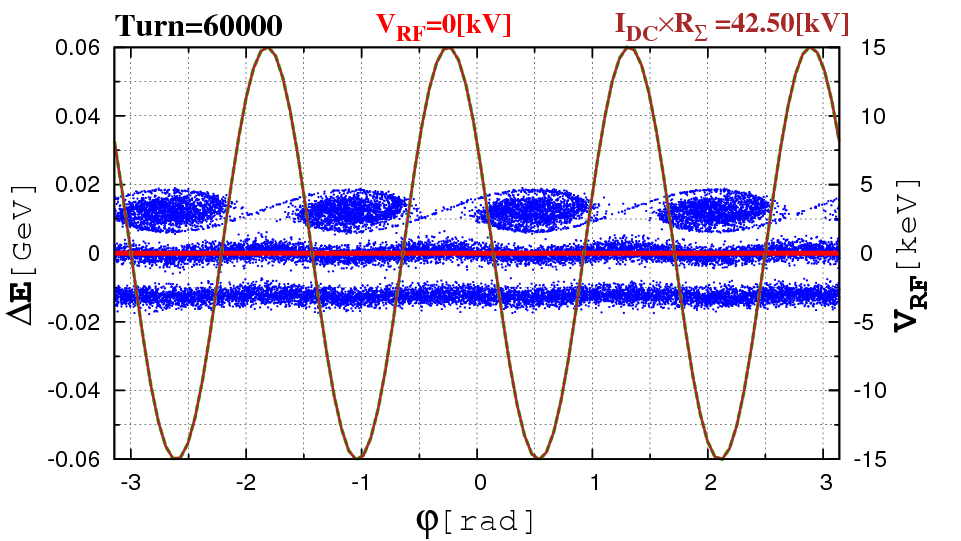 Turn=60000 V_RF=0[kV] I_DC×R_Σ =42.50[kV]
0.06 15
0.04 10
0.02 5
0 0
-0.02 -5
-0.04 -10
-0.06 -15
ΔE[GeV]
V_RF[keV]
-3 -2 -1 0 1 2 3
φ[rad]